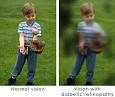 Normal vision
Vision with
diabetic retinopathy